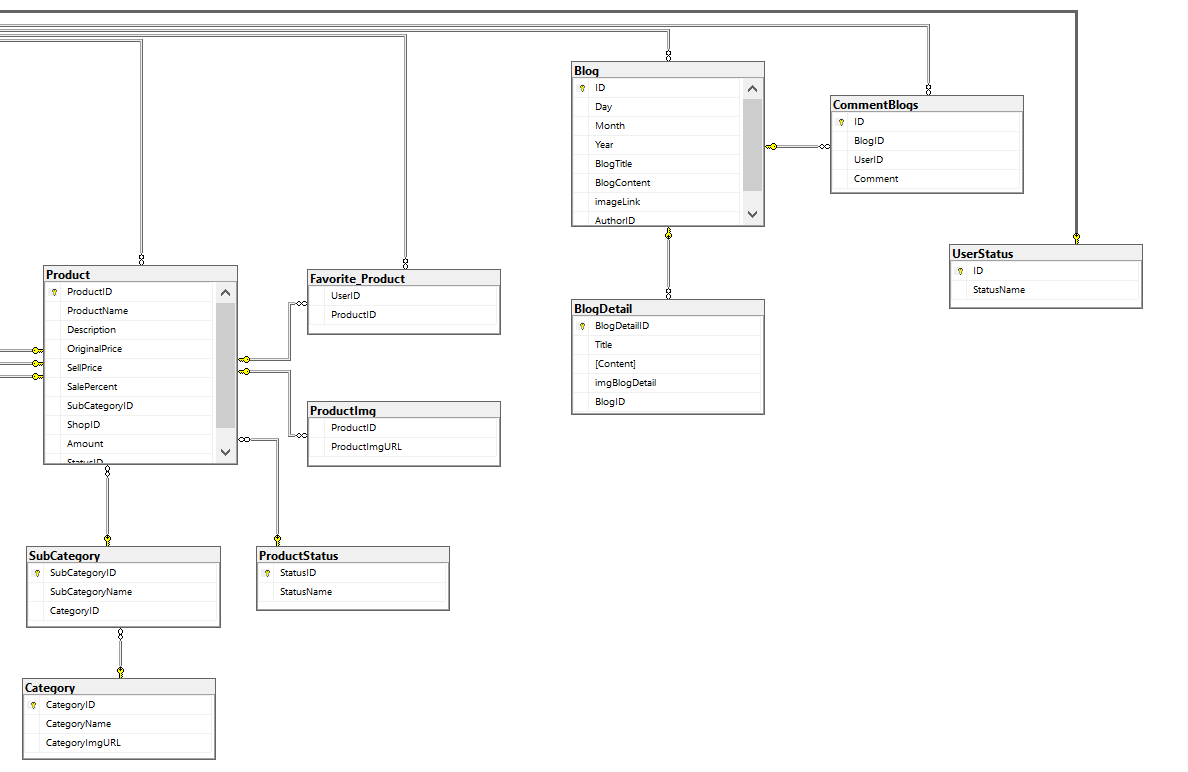 Blog
ID
Day
Month
Year
BlogTitle
BlogContent
imageLink
AuthorID
CommentBlogs
ID
BlogID
UserID
Comment
UserStatus
ID
StatusName
Product
ProductID
ProductName
Description
OriginalPrice
SellPrice
SalePercent
SubCategoryID
ShopID
Amount
StatusID
Favorite_Product
UserID
ProductID
BlogDetail
BlogDetailID
Title
[Content]
imgBlogDetail
BlogID
ProductImg
ProductID
ProductImgURL
SubCategory
SubCategoryID
SubCategoryName
CategoryID
ProductStatus
StatusID
StatusName
Category
CategoryID
CategoryName
CategoryImgURL